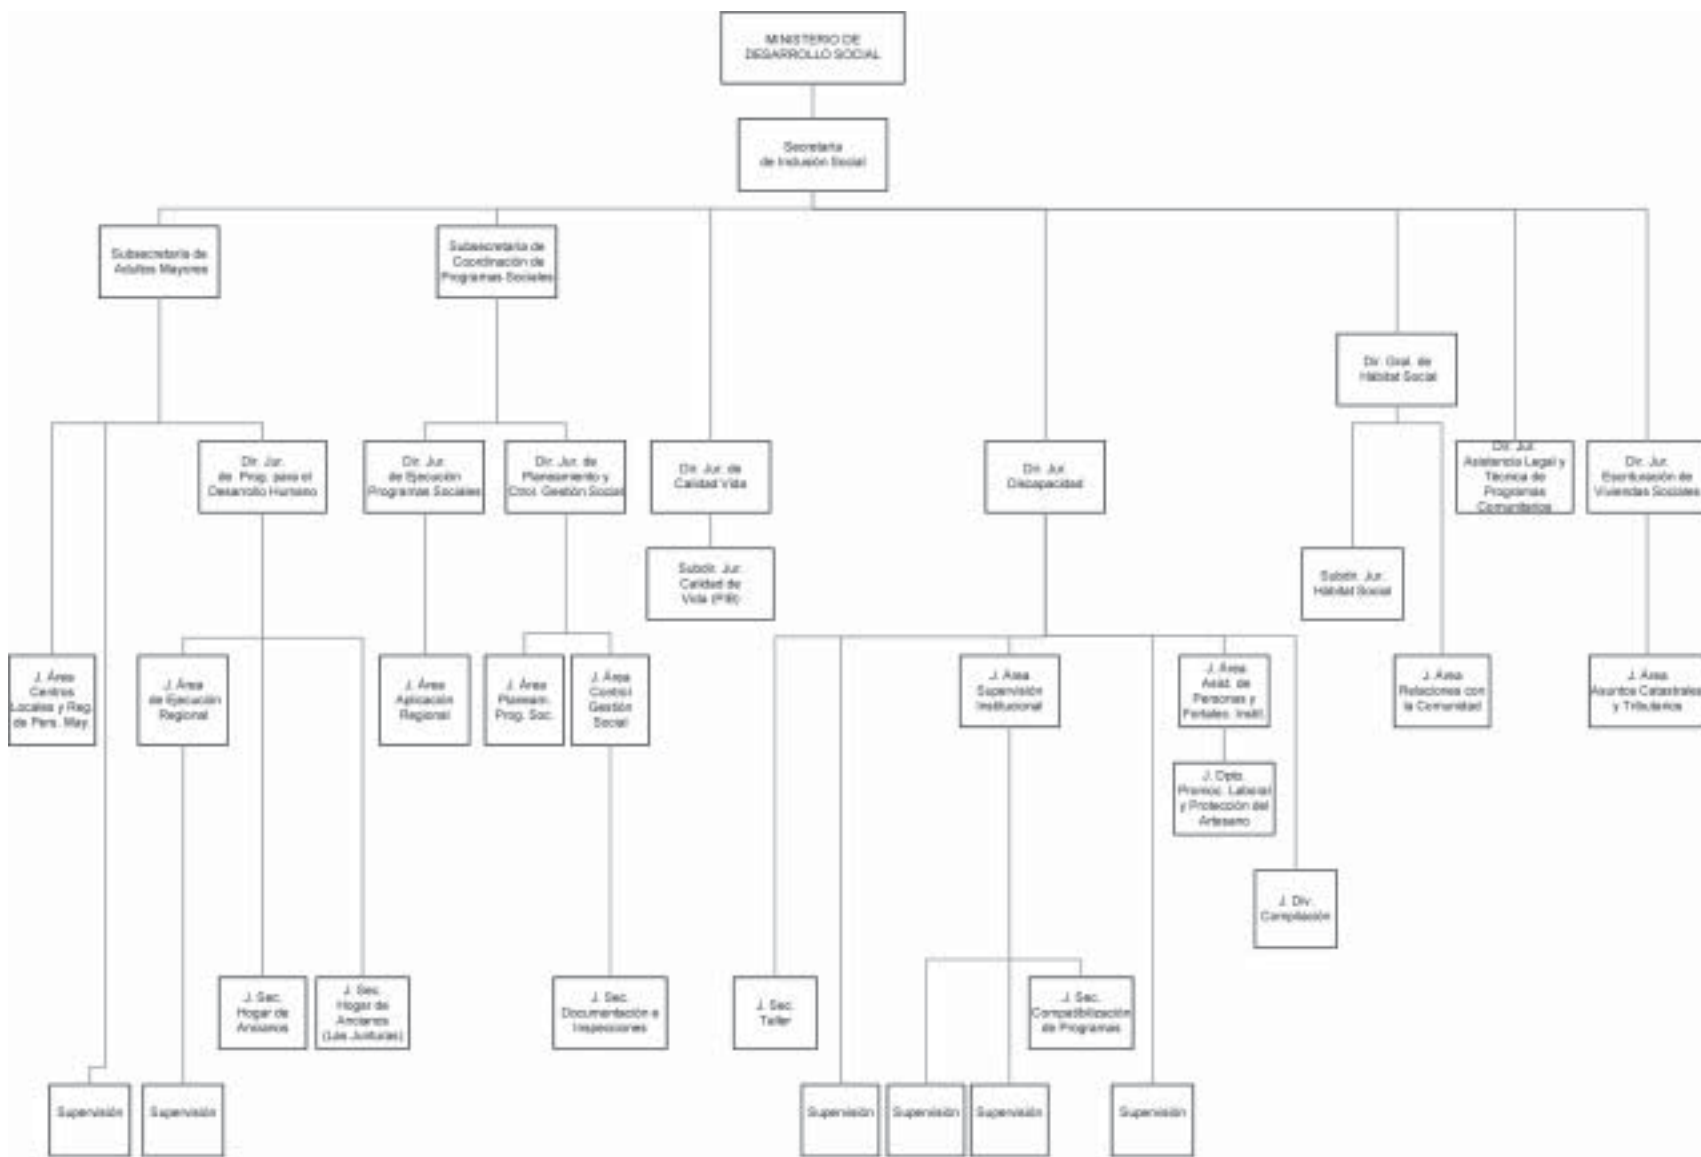 MINISTERIO DE
DESARROLLO SOCIAL
Secretaría
de Inclusión Social
Subsecretaría de
Adultos Mayores
Subsecretaría de
Coordinación de
Programas Sociales
Dir. Gral. de
Hábitat Social
Dir. Jur.
de Prog. para el
Desarrollo Humano
Dir. Jur.
de Ejecución
Programas Sociales
Dir. Jur. de
Planeamiento y
Ctrol. Gestión Social
Dir. Jur. de
Calidad Vida
Dir. Jur.
Discapacidad
Dir. Jur.
Asistencia Legal y
Técnica de
Programas
Comunitarios
Dir. Jur.
Escrituración de
Viviendas Sociales
Subdir. Jur.
Calidad de
Vida (PIB)
Subdir. Jur.
Hábitat Social
J. Área
Centros
Locales y Reg.
de Pers. May.
J. Área
de Ejecución
Regional
J. Área
Aplicación
Regional
J. Área
Planeam.
Prog. Soc.
J. Área
Control
Gestión
Social
J. Área
Supervisión
Institucional
J. Área
Asist. de
Personas y
Fortalec. Instit.
J. Área
Relaciones con
la Comunidad
J. Área
Asuntos Catastrales
y Tributarios
J. Dpto.
Promoc. Laboral
y Protección del
Artesano
J. Div.
Compilación
J. Sec.
Hogar de
Ancianos
J. Sec.
Hogar de
Ancianos
(Las Junturas)
J. Sec.
Documentación e
Inspecciones
J. Sec.
Taller
J. Sec.
Compatibilización
de Programas
Supervisión
Supervisión
Supervisión
Supervisión
Supervisión
Supervisión